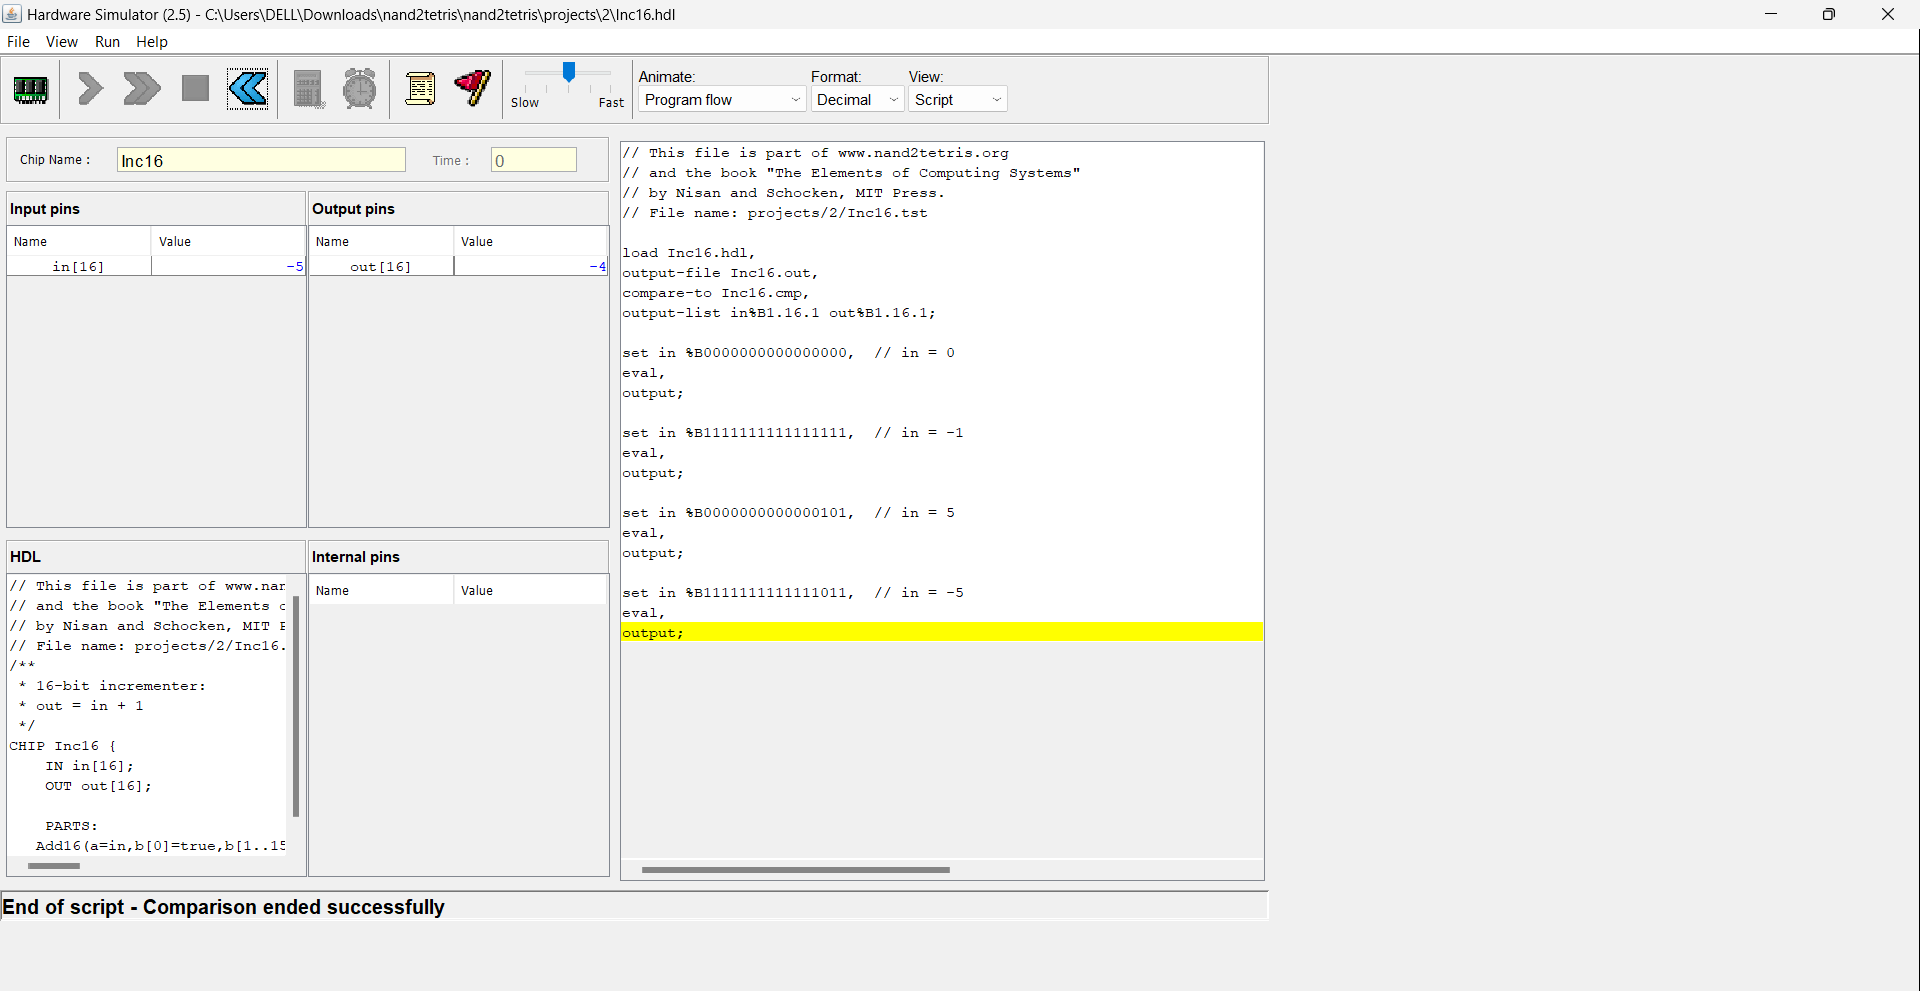 Hardware Simulator (2.5) - C:\Users\DELL\Downloads\nand2tetris\nand2tetris\projects\2\Inc16.hdl
File View Run Help
Slow Fast
Animate: Format: View:
Program flow Decimal Script
Chip Name : Inc16 Time : 0
Input pins
Name Value
in[16] -5
Output pins
Name Value
out[16] -4
HDL
// This file is part of www.nan
// and the book "The Elements o
// by Nisan and Schocken, MIT P
// File name: projects/2/Inc16.
/**
* 16-bit incrementer:
* out = in + 1
*/
CHIP Inc16 {
IN in[16];
OUT out[16];
PARTS:
Add16(a=in,b[0]=true,b[1..15
Internal pins
Name Value
// This file is part of www.nand2tetris.org
// and the book "The Elements of Computing Systems"
// by Nisan and Schocken, MIT Press.
// File name: projects/2/Inc16.tst
load Inc16.hdl,
output-file Inc16.out,
compare-to Inc16.cmp,
output-list in%B1.16.1 out%B1.16.1;
set in %B0000000000000000, // in = 0
eval,
output;
set in %B1111111111111111, // in = -1
eval,
output;
set in %B0000000000000101, // in = 5
eval,
output;
set in %B1111111111111011, // in = -5
eval,
output;
End of script - Comparison ended successfully